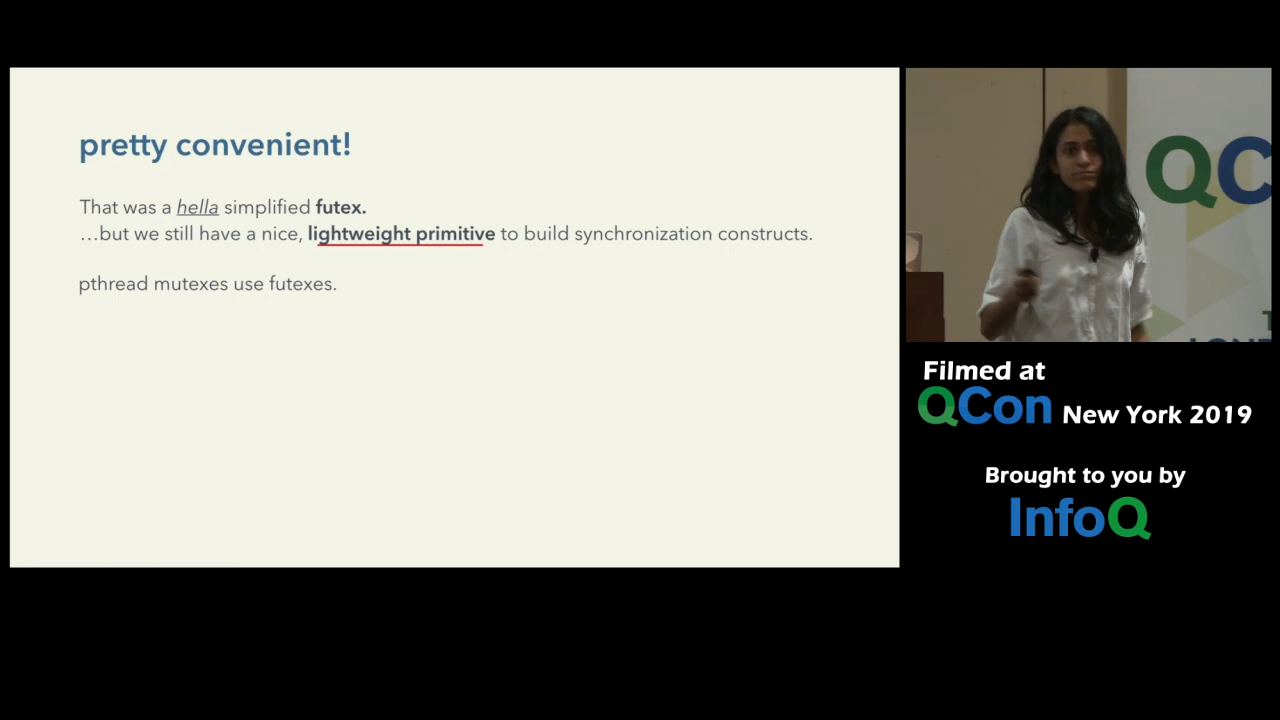 pretty convenient!
That was a hella simplified futex.
…but we still have a nice, lightweight primitive to build synchronization constructs.
pthread mutexes use futexes.
QC
Filmed at
QCon New York 2019
Brought to you by
InfoQ